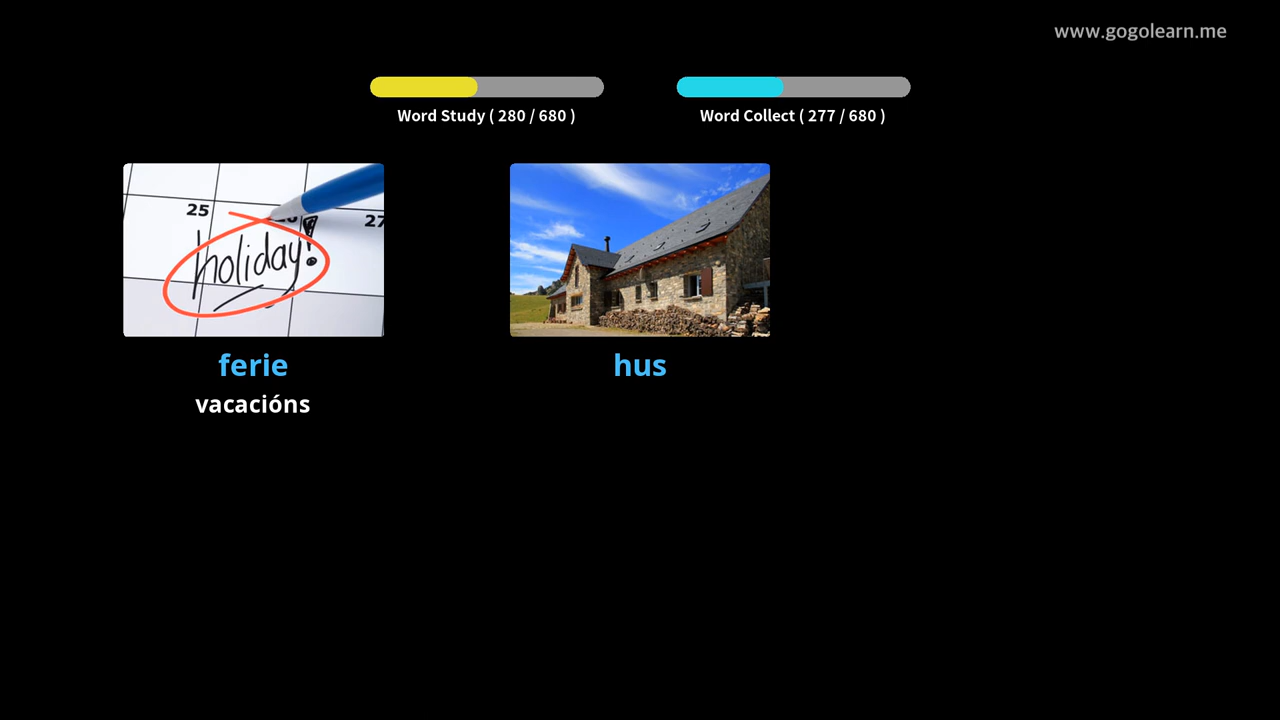 www.gogolearn.me
Word Study ( 280 / 680 )
Word Collect ( 277 / 680 )
25
27
holiday!
ferie
hus
vacacións